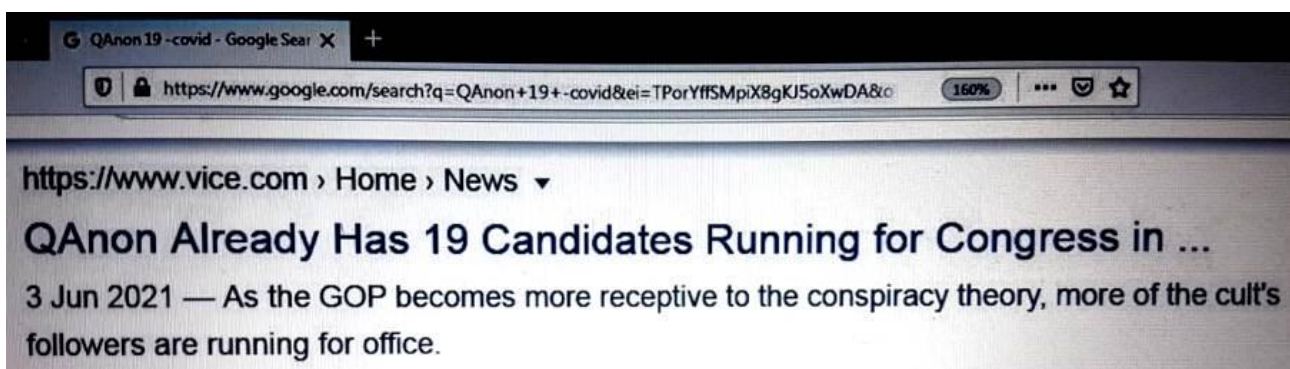 QAnon 19 -covid - Google Sear
https://www.google.com/search?q=QAnon+19+-covid&ei=TPorYffSMpiX8gKJ5oXwDA&o
160%
https://www.vice.com › Home › News
QAnon Already Has 19 Candidates Running for Congress in ...
3 Jun 2021 — As the GOP becomes more receptive to the conspiracy theory, more of the cult's
followers are running for office.